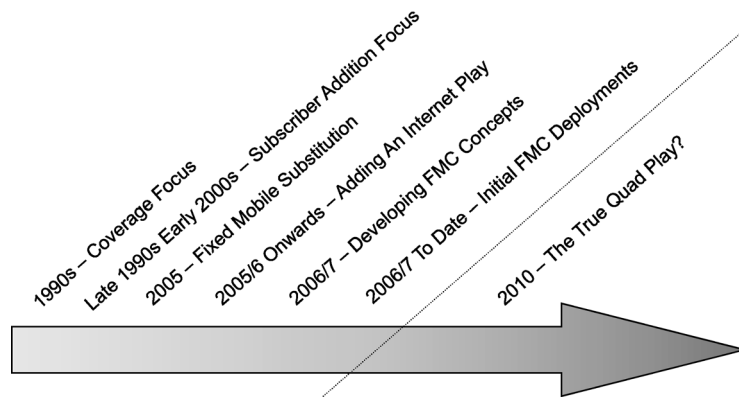 1990s – Coverage Focus
Late 1990s Early 2000s – Subscriber Addition Focus
2005 – Fixed Mobile Substitution
2005/6 Onwards – Adding An Internet Play
2006/7 – Developing FMC Concepts
2006/7 To Date – Initial FMC Deployments
2010 – The True Quad Play?